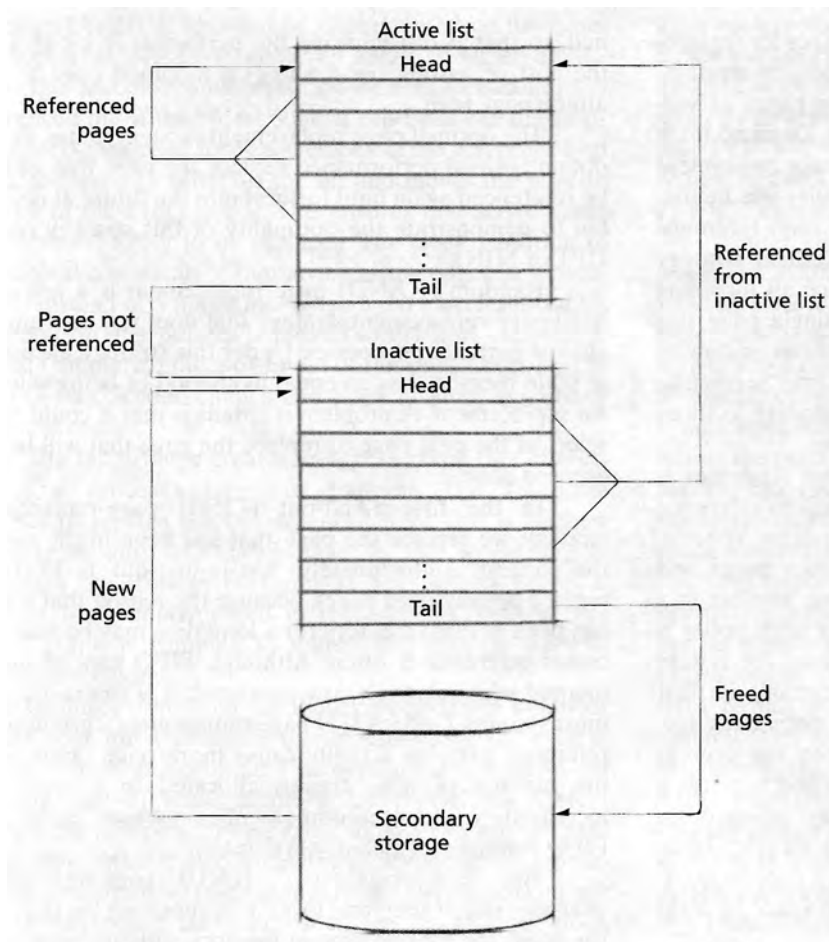 Active list
Head
Referenced
pages
Tail
Referenced
from
inactive list
Pages not
referenced
Inactive list
Head
New
pages
Tail
Freed
pages
Secondary
storage